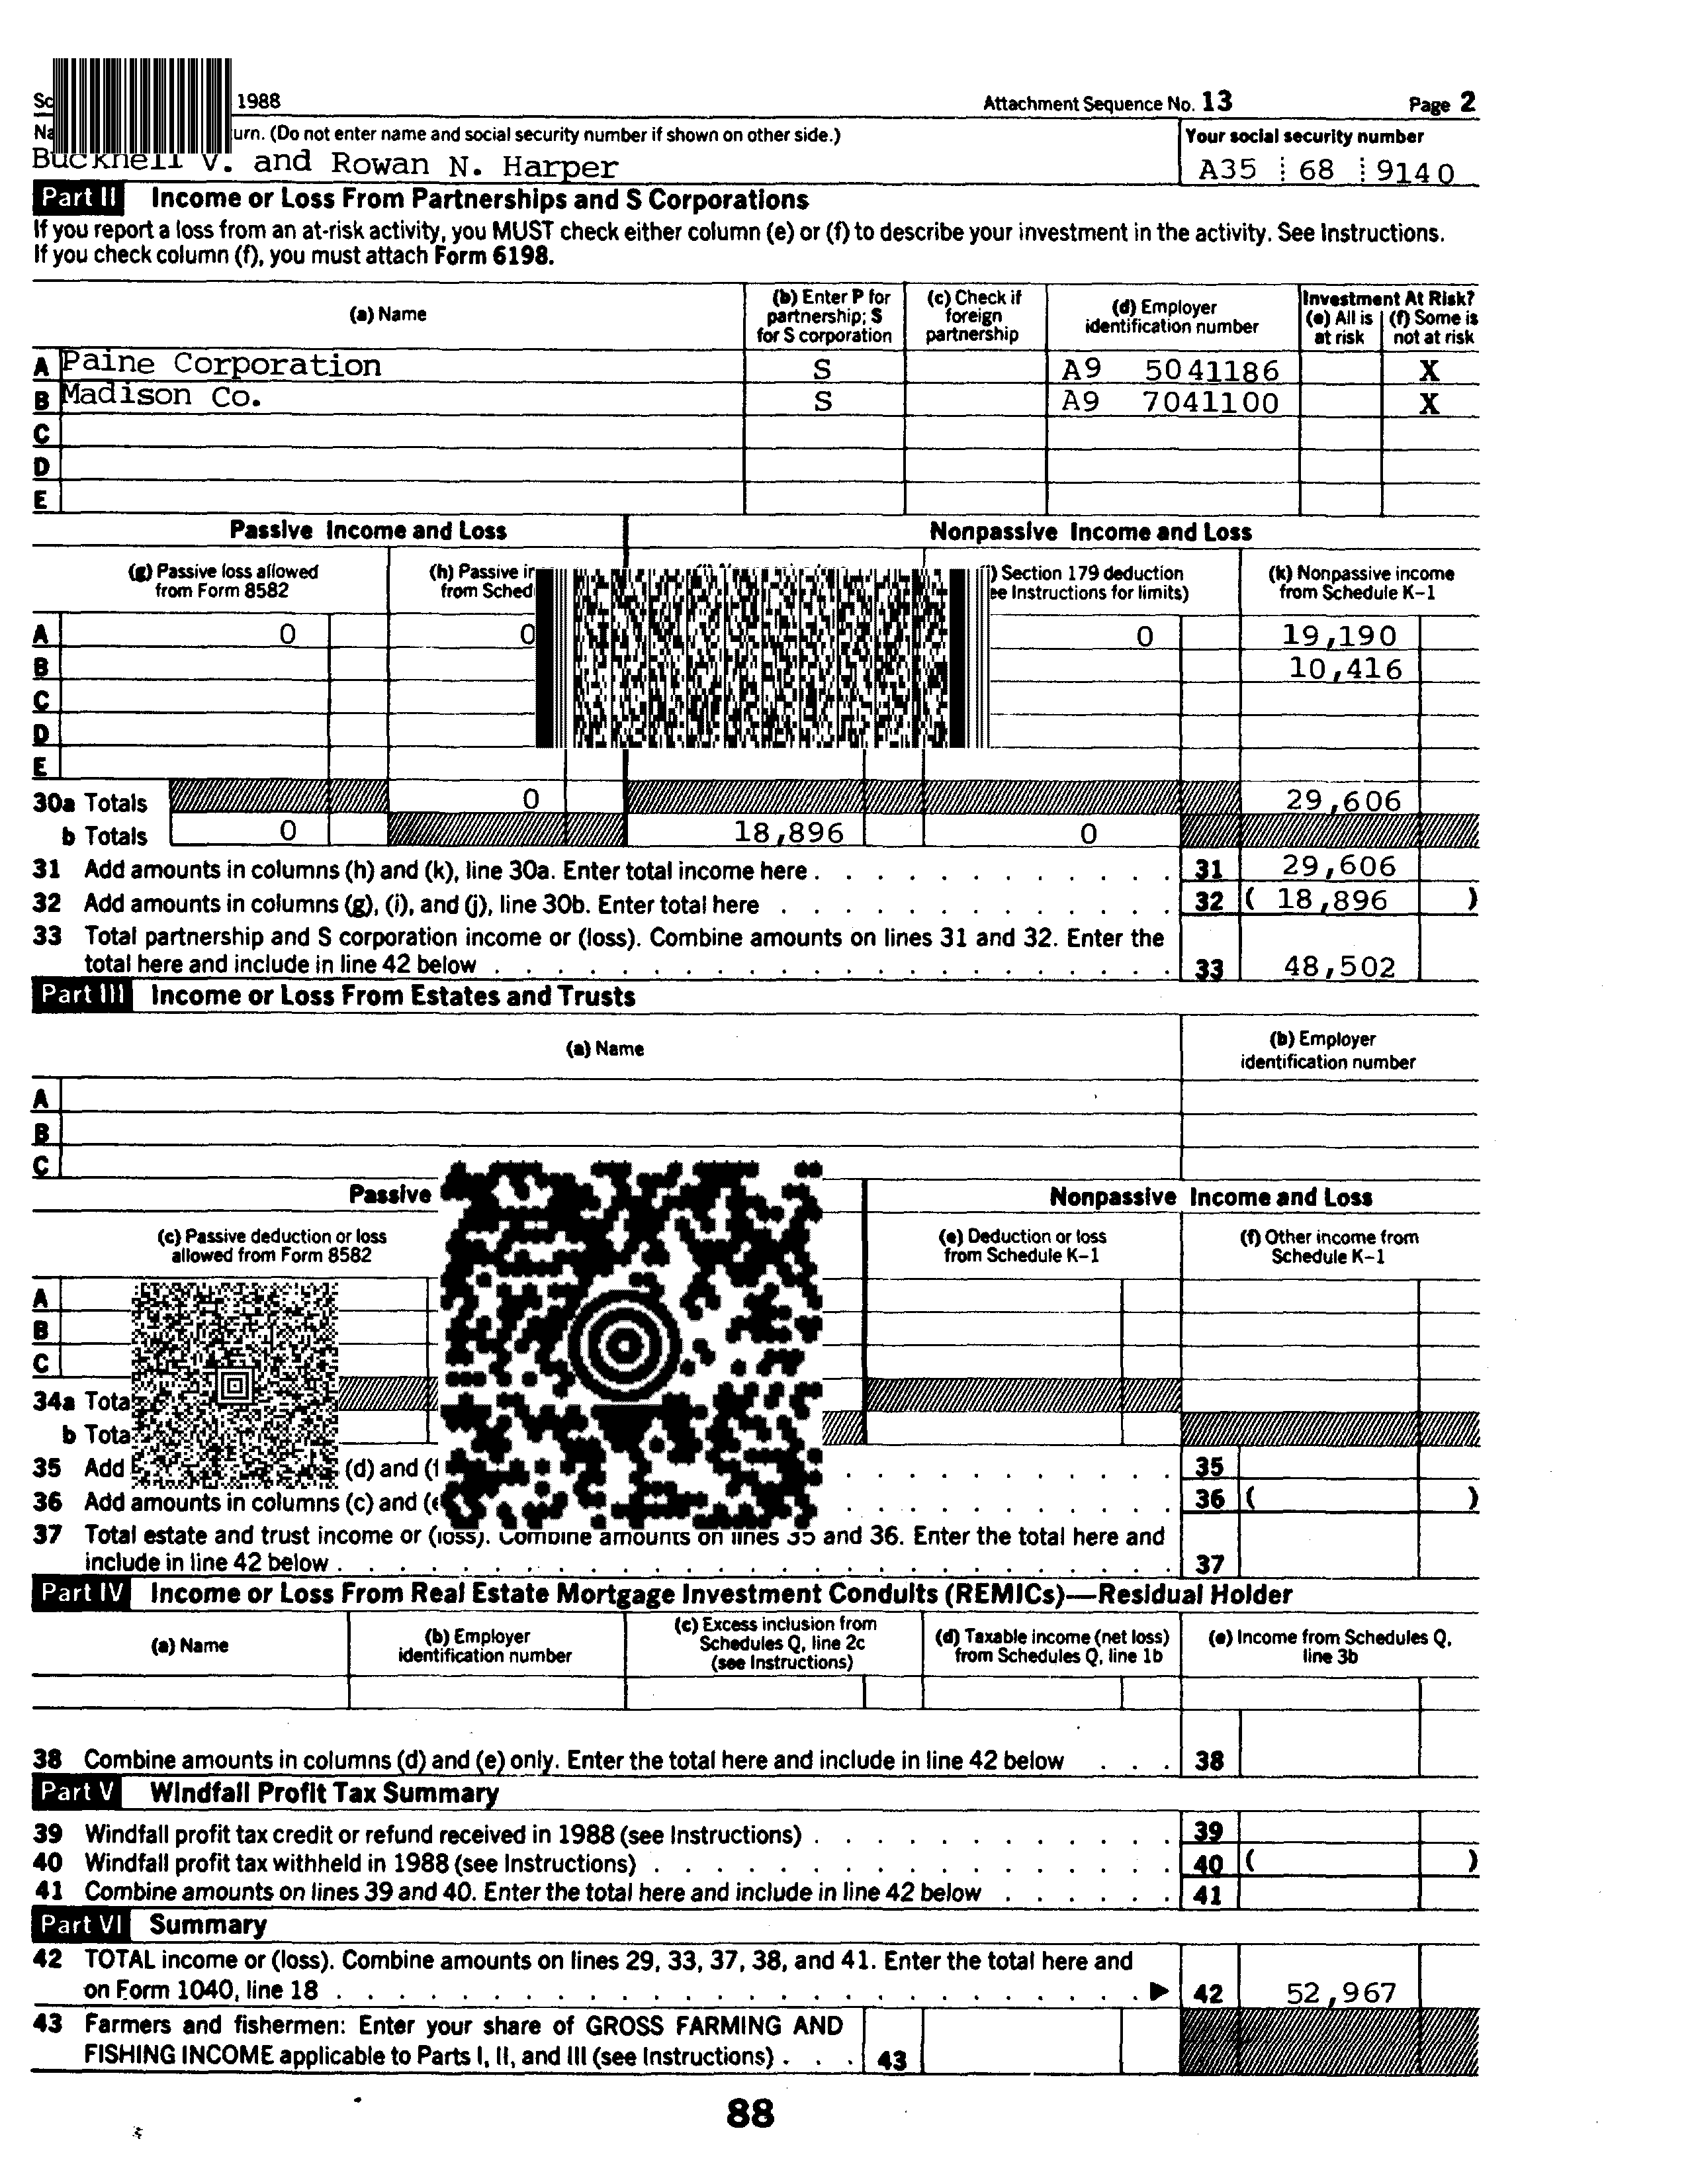 1988 Attachment Sequence No. 13 Page 2
(Do not enter name and social security number if shown on other side.) Your social security number
Bucknell V. and Rowan N. Harper A35 68 9140
Part II Income or Loss From Partnerships and S Corporations
If you report a loss from an at-risk activity, you MUST check either column (e) or (f) to describe your investment in the activity. See Instructions.
If you check column (f), you must attach Form 6198.
(a) Name (b) Enter P for partnership; S for S corporation (c) Check if foreign partnership (d) Employer identification number Investment At Risk? (e) All is at risk (f) Some is not at risk
A Paine Corporation S A9 5041186 X
B Madison Co. S A9 7041100 X
C
D
E
Passive Income and Loss Nonpassive Income and Loss
(g) Passive loss allowed from Form 8582 (h) Passive from Section 179 deduction Instructions for limits) (k) Nonpassive income from Schedule K-1
A 0 0 0 19,190
B 10,416
C
D
E
30a Totals 0 29,606
b Totals 0 18,896 0
31 Add amounts in columns (h) and (k), line 30a. Enter total income here . 31 29,606
32 Add amounts in columns (g), (i), and (j), line 30b. Enter total here . 32 ( 18,896 )
33 Total partnership and S corporation income or (loss). Combine amounts on lines 31 and 32. Enter the
total here and include in line 42 below . 33 48,502
Part III Income or Loss From Estates and Trusts
(a) Name (b) Employer identification number
A
B
C
Passive Nonpassive Income and Loss
(c) Passive deduction or loss allowed from Form 8582 (e) Deduction or loss from Schedule K-1 (f) Other income from Schedule K-1
A
B
C
34a
b
35 Add (d) and 35
36 Add amounts in columns (c) and 36 ( )
37 Total estate and trust income or (loss). Combine amounts on lines 35 and 36. Enter the total here and
include in line 42 below . 37
Part IV Income or Loss From Real Estate Mortgage Investment Conduits (REMICs)—Residual Holder
(a) Name (b) Employer identification number (c) Excess inclusion from Schedules Q, line 2c (see Instructions) (d) Taxable income (net loss) from Schedules Q, line 1b (e) Income from Schedules Q, line 3b
38 Combine amounts in columns (d) and (e) only. Enter the total here and include in line 42 below . . . 38
Part V Windfall Profit Tax Summary
39 Windfall profit tax credit or refund received in 1988 (see Instructions) . 39
40 Windfall profit tax withheld in 1988 (see Instructions) . 40 ( )
41 Combine amounts on lines 39 and 40. Enter the total here and include in line 42 below . 41
Part VI Summary
42 TOTAL income or (loss). Combine amounts on lines 29, 33, 37, 38, and 41. Enter the total here and
on Form 1040, line 18 . ▶ 42 52,967
43 Farmers and fishermen: Enter your share of GROSS FARMING AND
FISHING INCOME applicable to Parts I, II, and III (see Instructions) . . . 43
88